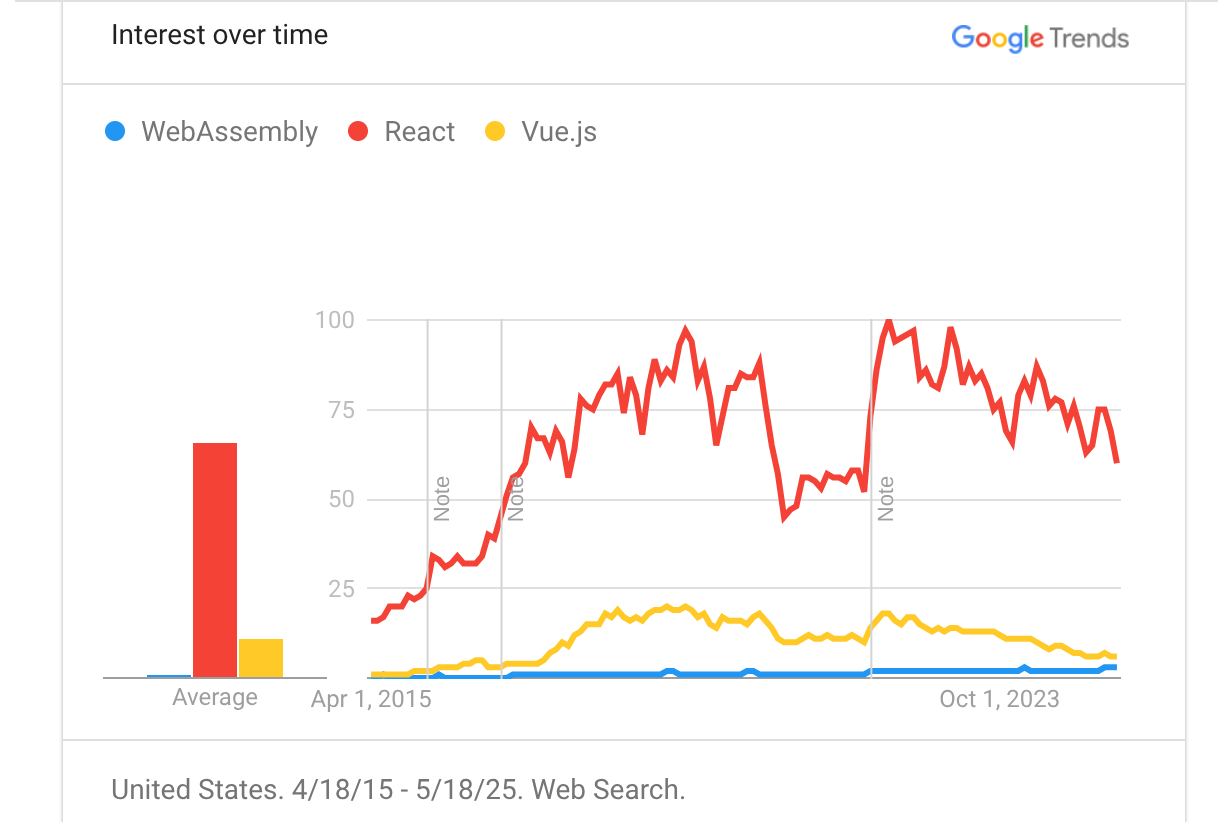 Interest over time
Google Trends
WebAssembly React Vue.js
100
75
50
25
Note
Note
Note
Average
Apr 1, 2015
Oct 1, 2023
United States. 4/18/15 - 5/18/25. Web Search.